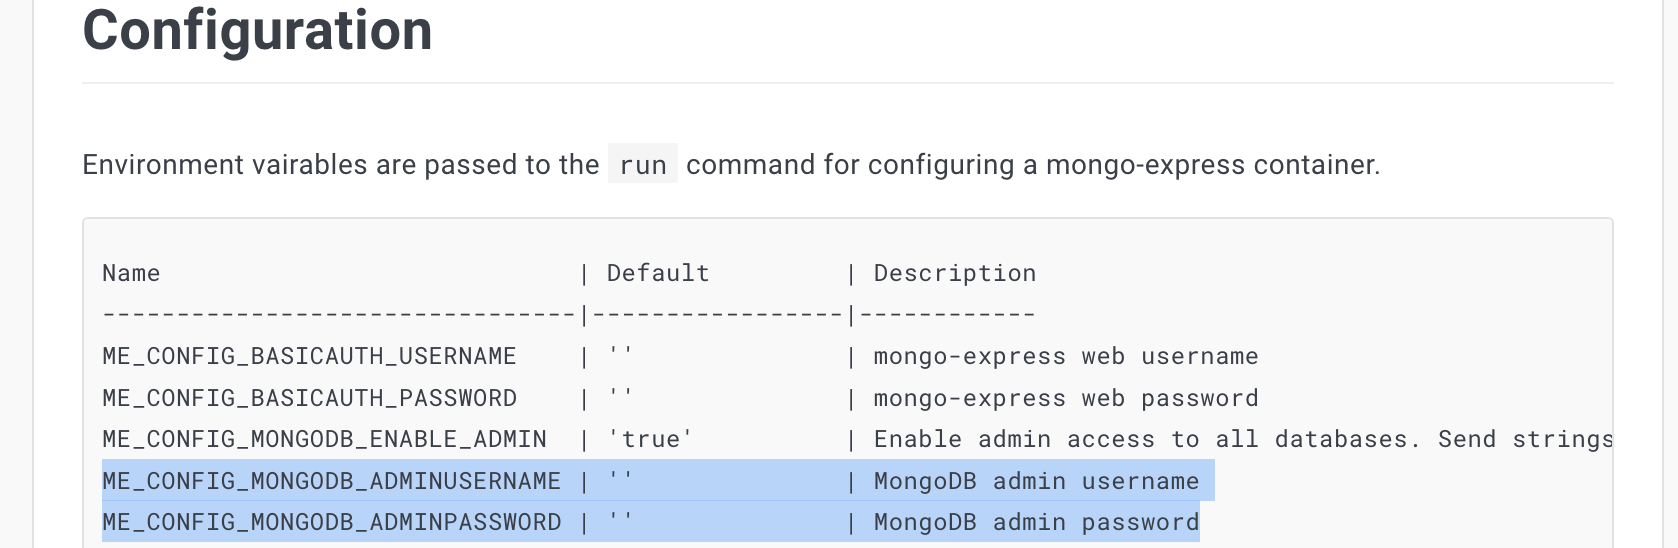 Configuration
Environment vairables are passed to the run command for configuring a mongo-express container.
Name                            | Default         | Description
--------------------------------|-----------------|------------
ME_CONFIG_BASICAUTH_USERNAME    | ''              | mongo-express web username
ME_CONFIG_BASICAUTH_PASSWORD    | ''              | mongo-express web password
ME_CONFIG_MONGODB_ENABLE_ADMIN  | 'true'          | Enable admin access to all databases. Send strings
ME_CONFIG_MONGODB_ADMINUSERNAME | ''              | MongoDB admin username
ME_CONFIG_MONGODB_ADMINPASSWORD | ''              | MongoDB admin password